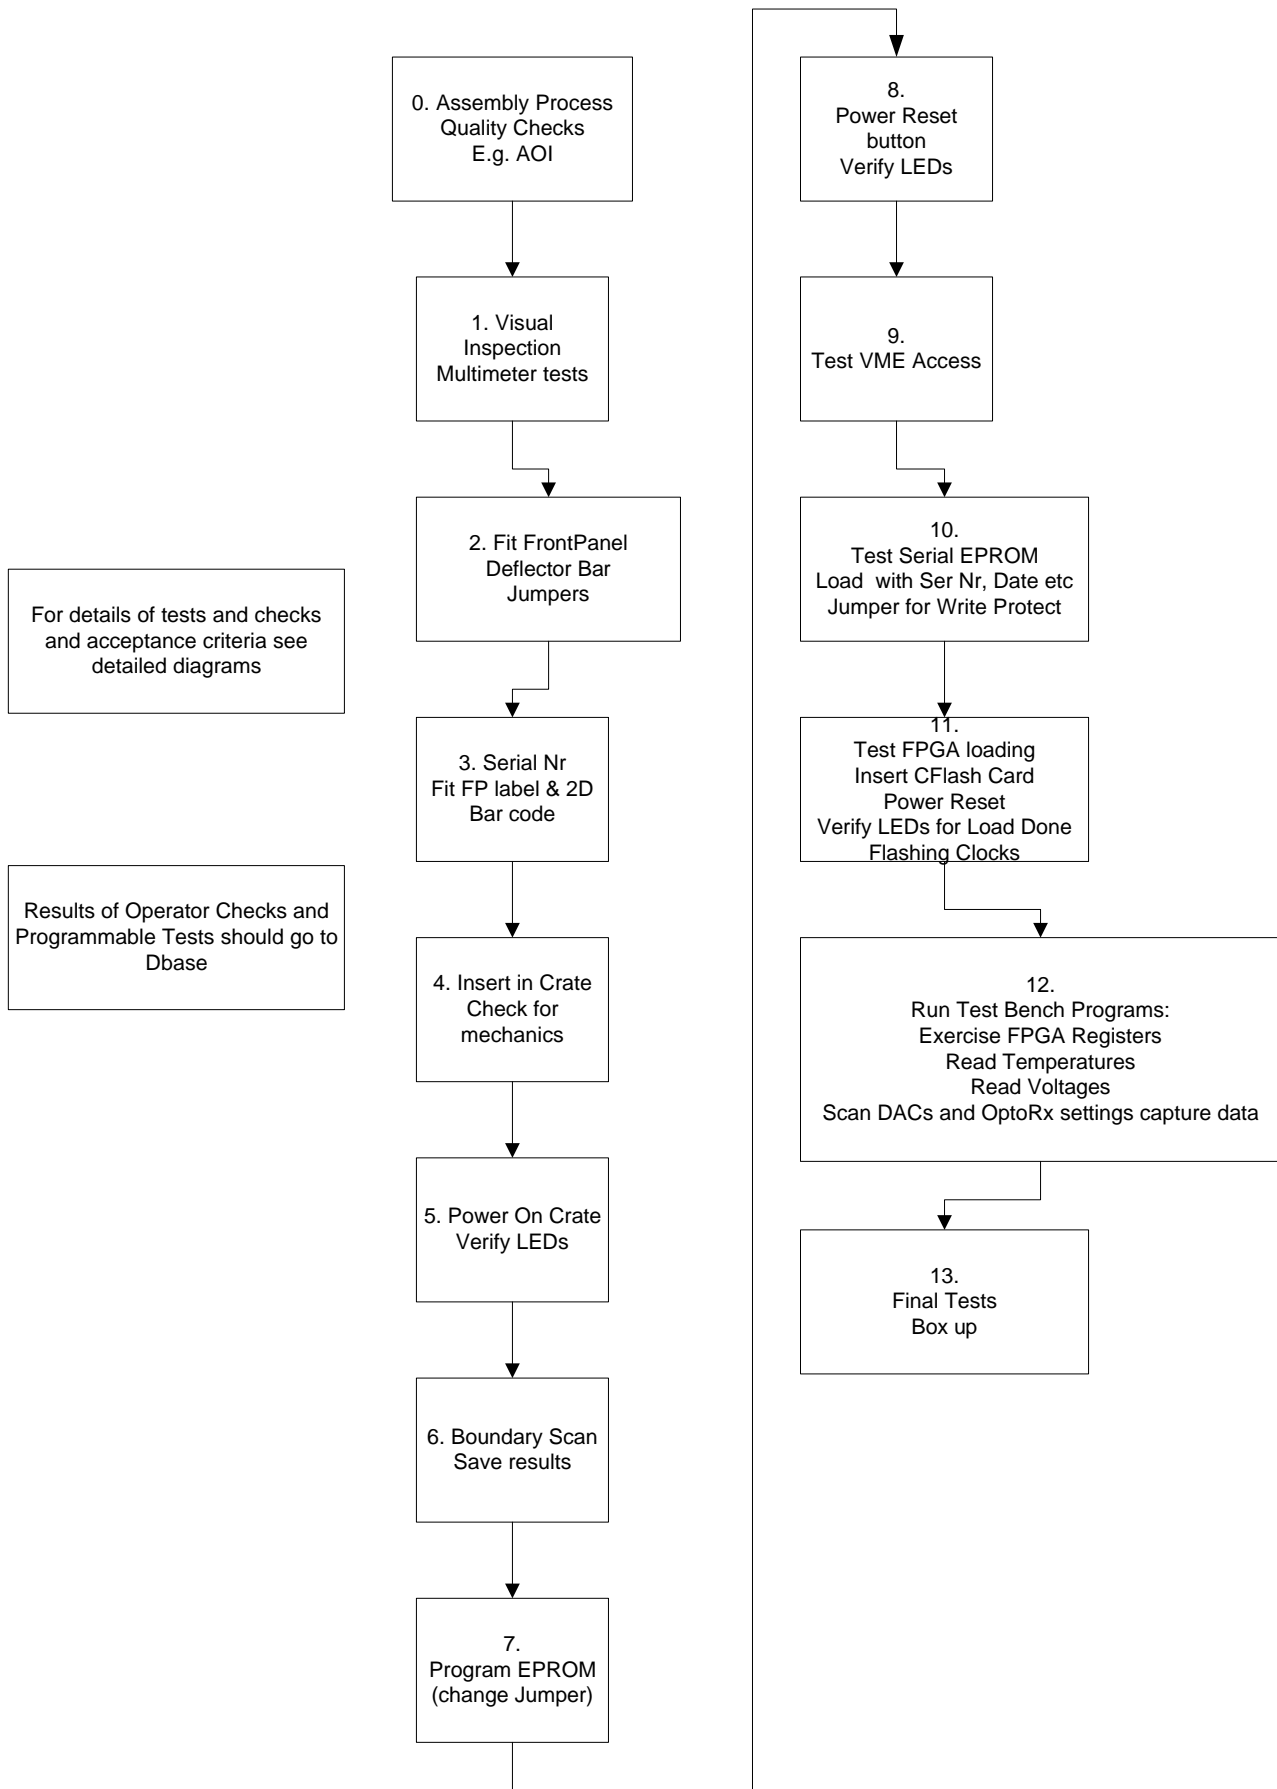 0. Assembly Process
Quality Checks
E.g. AOI
1. Visual
Inspection
Multimeter tests
2. Fit FrontPanel
Deflector Bar
Jumpers
For details of tests and checks
and acceptance criteria see
detailed diagrams
3. Serial Nr
Fit FP label & 2D
Bar code
Results of Operator Checks and
Programmable Tests should go to
Dbase
4. Insert in Crate
Check for
mechanics
5. Power On Crate
Verify LEDs
6. Boundary Scan
Save results
7.
Program EPROM
(change Jumper)
8.
Power Reset
button
Verify LEDs
9.
Test VME Access
10.
Test Serial EPROM
Load  with Ser Nr, Date etc
Jumper for Write Protect
11.
Test FPGA loading
Insert CFlash Card
Power Reset
Verify LEDs for Load Done
Flashing Clocks
12.
Run Test Bench Programs:
Exercise FPGA Registers
Read Temperatures
Read Voltages
Scan DACs and OptoRx settings capture data
13.
Final Tests
Box up